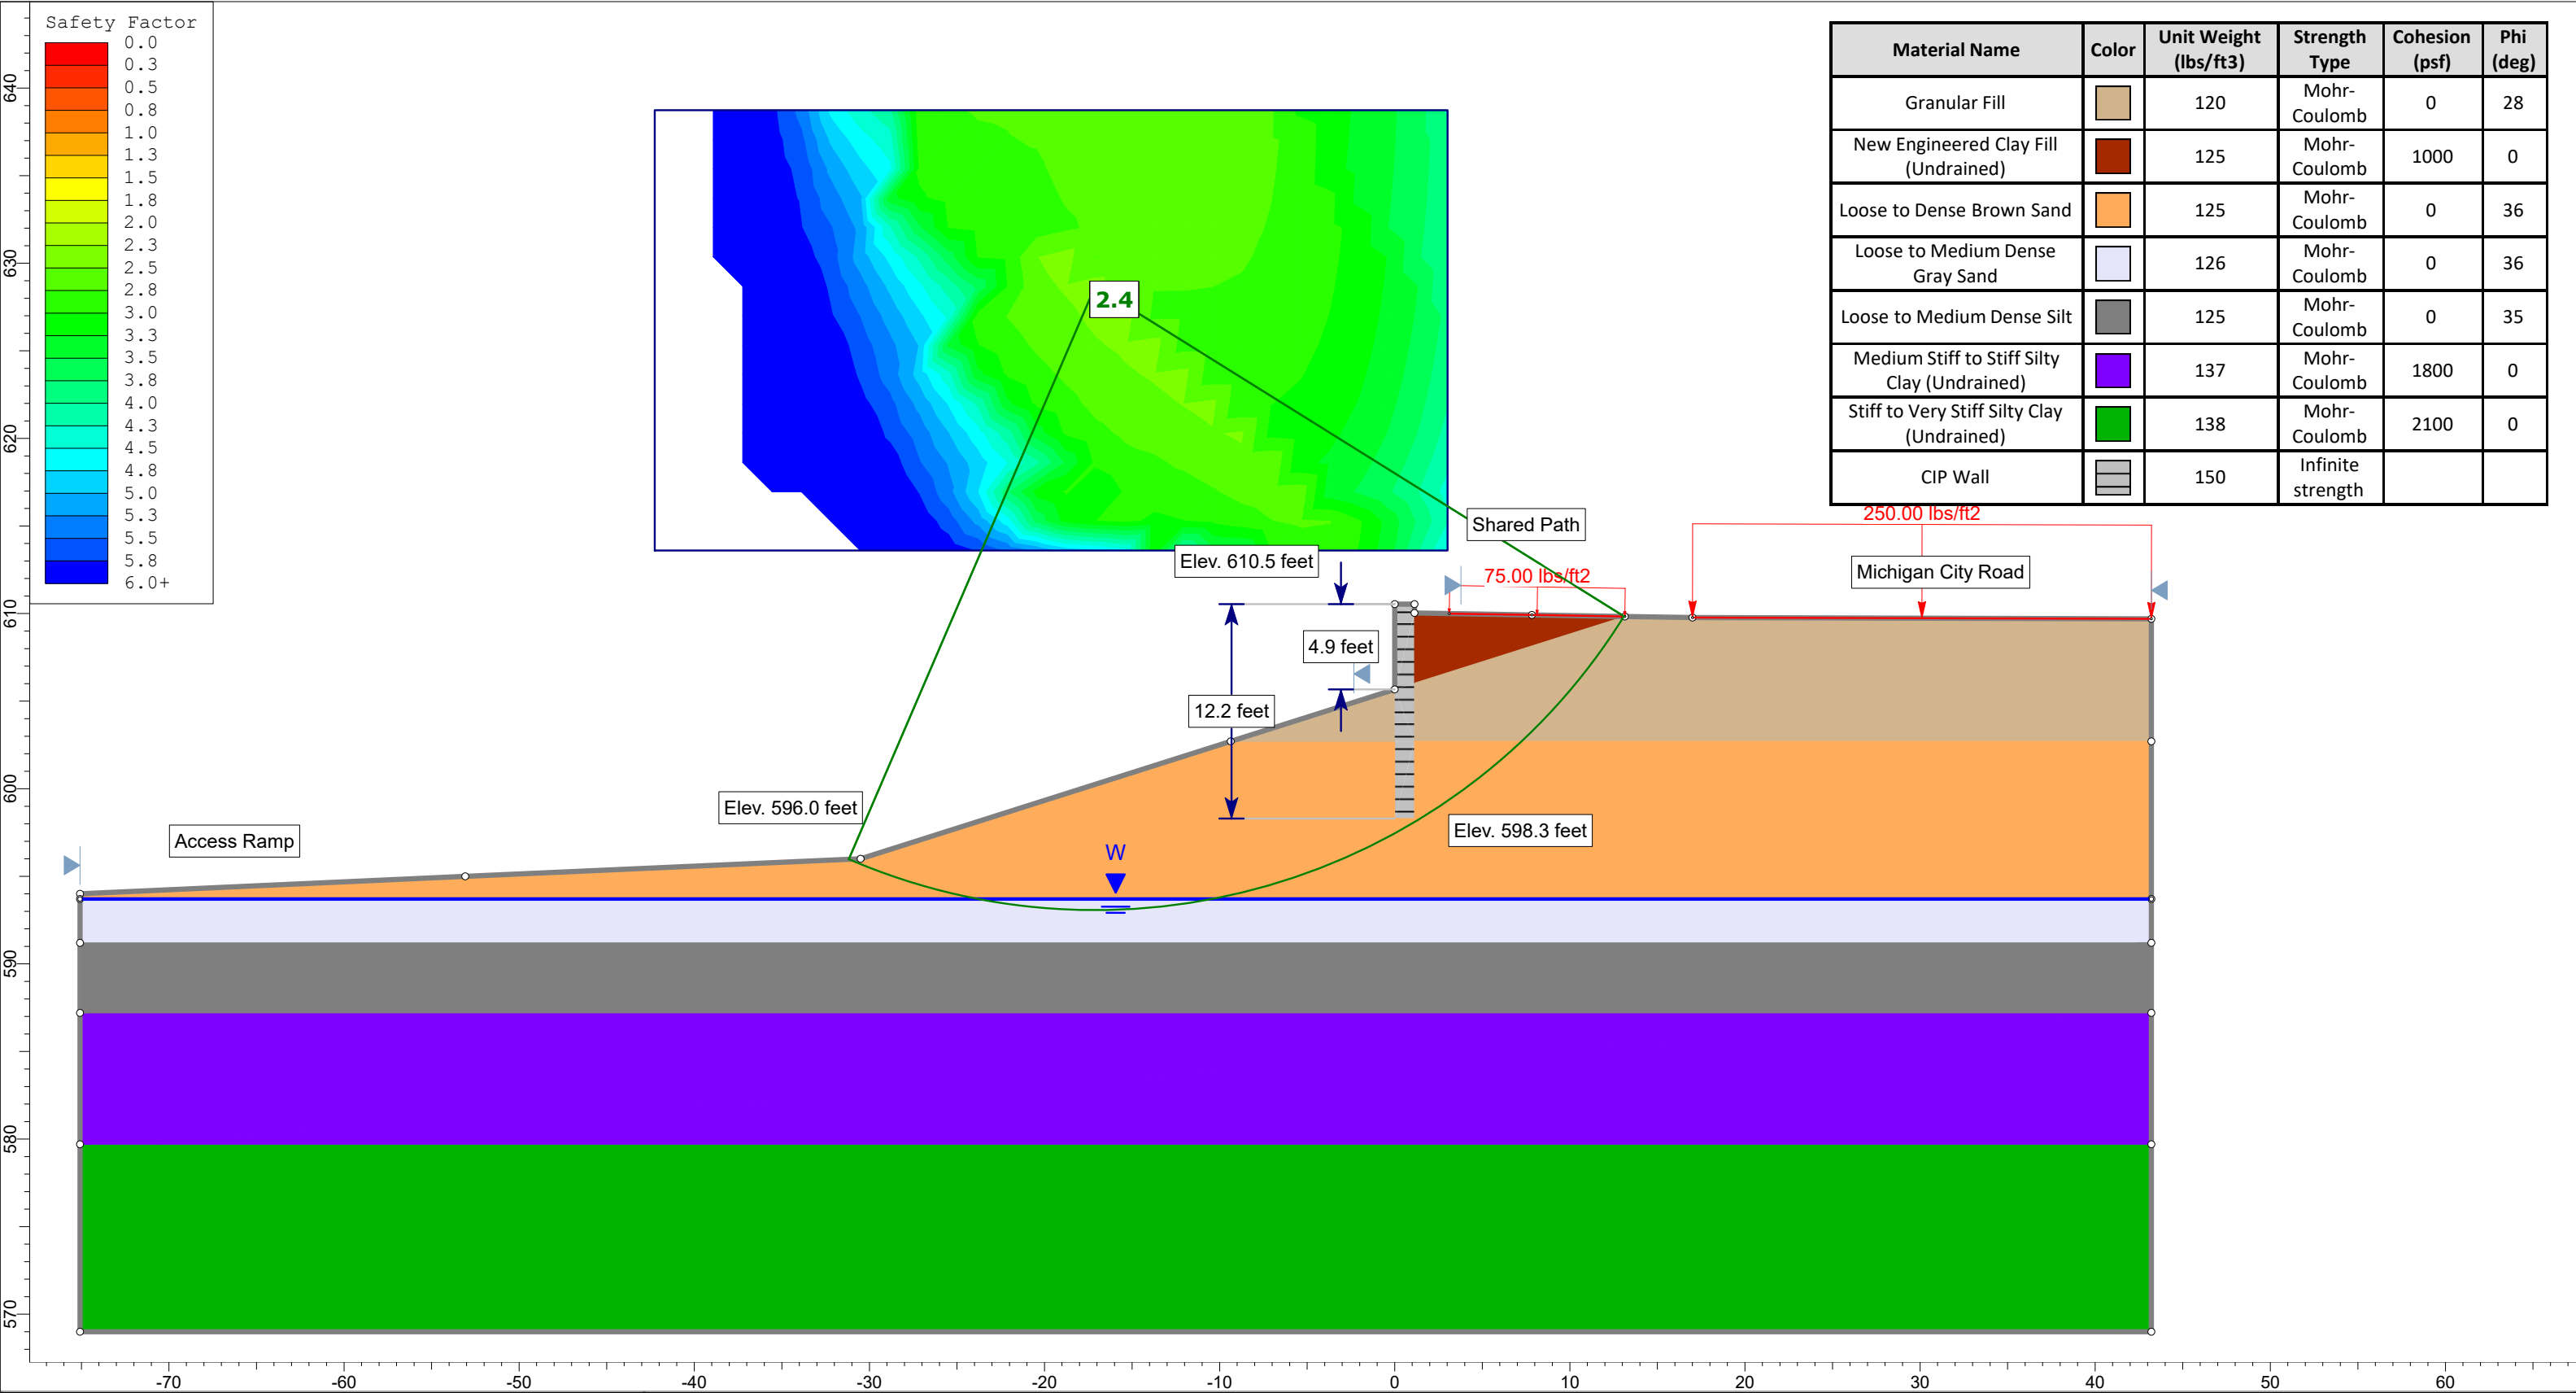 Safety Factor
0.0
0.3
0.5
0.8
1.0
1.3
1.5
1.8
2.0
2.3
2.5
2.8
3.0
3.3
3.5
3.8
4.0
4.3
4.5
4.8
5.0
5.3
5.5
5.8
6.0+
Material Name Color Unit Weight (lbs/ft3) Strength Type Cohesion (psf) Phi (deg)
Granular Fill 120 Mohr-Coulomb 0 28
New Engineered Clay Fill (Undrained) 125 Mohr-Coulomb 1000 0
Loose to Dense Brown Sand 125 Mohr-Coulomb 0 36
Loose to Medium Dense Gray Sand 126 Mohr-Coulomb 0 36
Loose to Medium Dense Silt 125 Mohr-Coulomb 0 35
Medium Stiff to Stiff Silty Clay (Undrained) 137 Mohr-Coulomb 1800 0
Stiff to Very Stiff Silty Clay (Undrained) 138 Mohr-Coulomb 2100 0
CIP Wall 150 Infinite strength
2.4
250.00 lbs/ft2
Shared Path
Elev. 610.5 feet
75.00 lbs/ft2
Michigan City Road
4.9 feet
12.2 feet
Elev. 596.0 feet
Elev. 598.3 feet
Access Ramp
W
640
630
620
610
600
590
580
570
-70 -60 -50 -40 -30 -20 -10 0 10 20 30 40 50 60